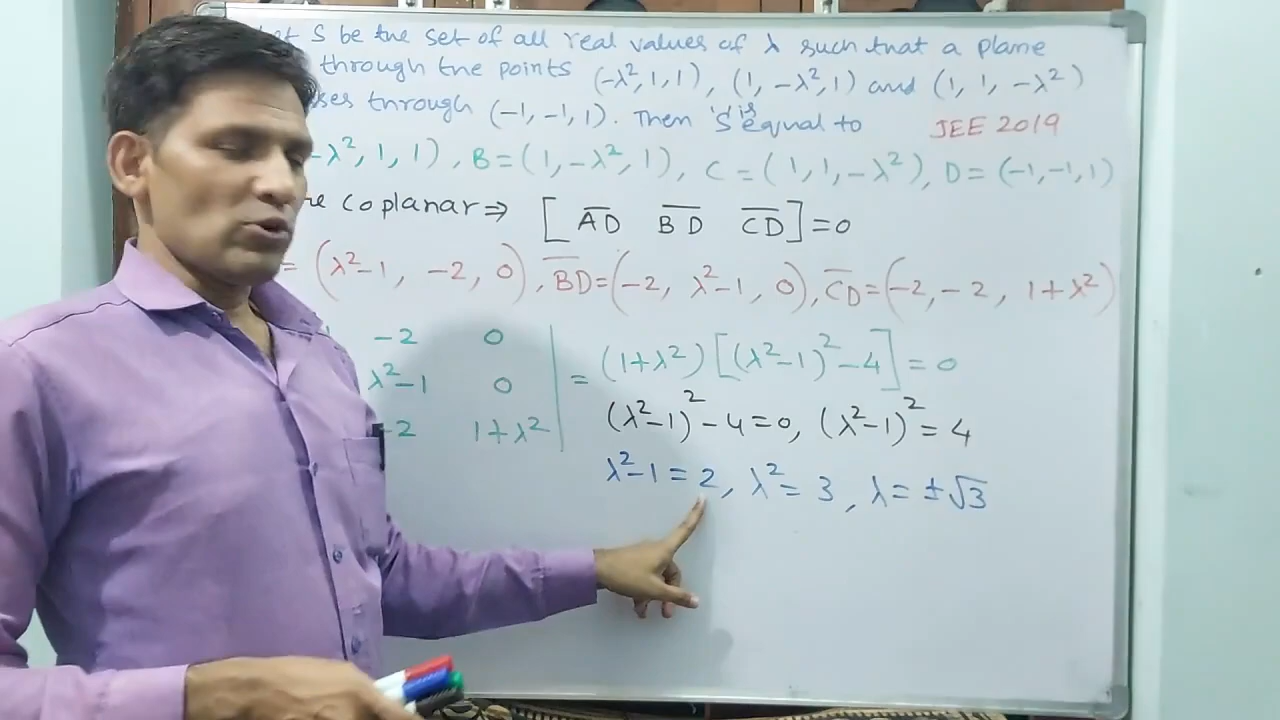 S be the set of all real values of λ such that a plane
through the points (-λ²,1,1), (1,-λ²,1) and (1,1,-λ²)
through (-1,-1,1). Then 'S' is equal to JEE 2019
-λ²,1,1), B=(1,-λ²,1), C=(1,1,-λ²), D=(-1,-1,1)
coplanar⇒ [AD BD CD]=0
= (λ²-1, -2, 0), BD=(-2, λ²-1, 0), CD=(-2,-2, 1+λ²)
-2 0
λ²-1 0 = (1+λ²)[(λ²-1)²-4]=0
-2 1+λ²
(λ²-1)²-4=0, (λ²-1)²=4
λ²-1=2, λ²=3, λ=±√3